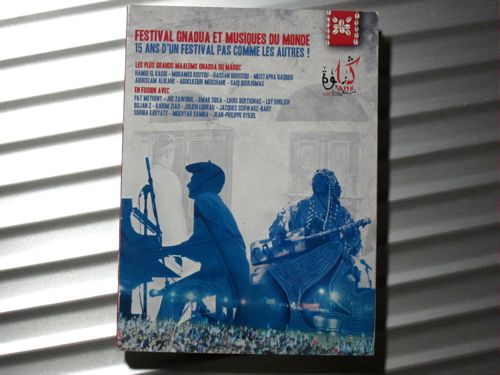 FESTIVAL GNAOUA ET MUSIQUES DU MONDE
15 ANS D'UN FESTIVAL PAS COMME LES AUTRES !
LES PLUS GRANDS MAALEMS GNAOUA DU MAROC
HAMID EL KASRI - MOHAMED KOUYOU - HASSAN BOUSSOU - MUSTAPHA BAQBOU
ABDESLAM ALIKANE - ABDELKEBIR MERCHANE - SAID BOULHIMAS
EN FUSION AVEC
PAT METHENY - JOE ZAWINUL - OMAR SOSA - LOUIS BERTIGNAC - LOY EHRLICH
BOJAN Z - KARIM ZIAD - JULIEN LOURAU - JACQUES SCHWARZ-BART
SORIBA KOUYATE - MOKHTAR SAMBA - JEAN-PHILIPPE RYKIEL